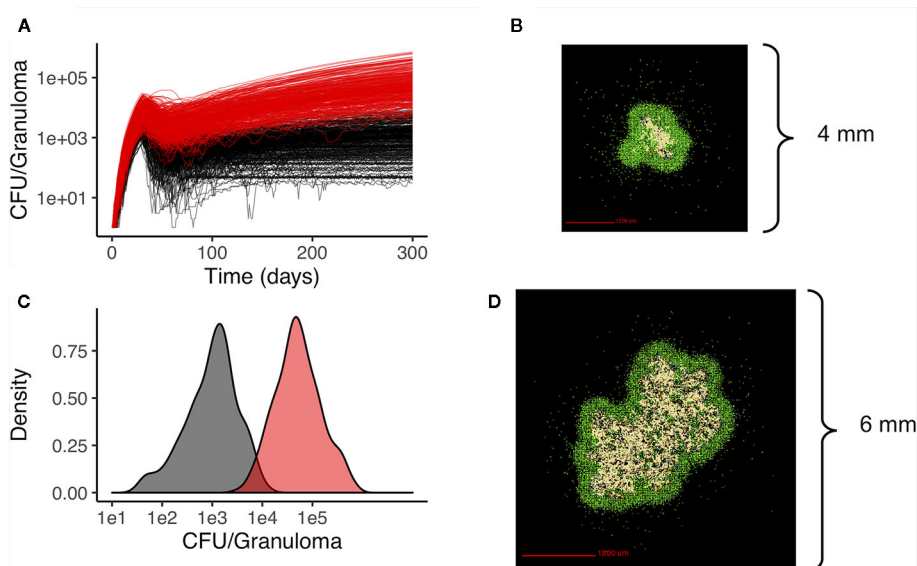 A
CFU/Granuloma
1e+05
1e+03
1e+01
0
100
200
300
Time (days)
B
4 mm
C
Density
0.75
0.50
0.25
0.00
1e1
1e2
1e3
1e4
1e5
CFU/Granuloma
D
6 mm